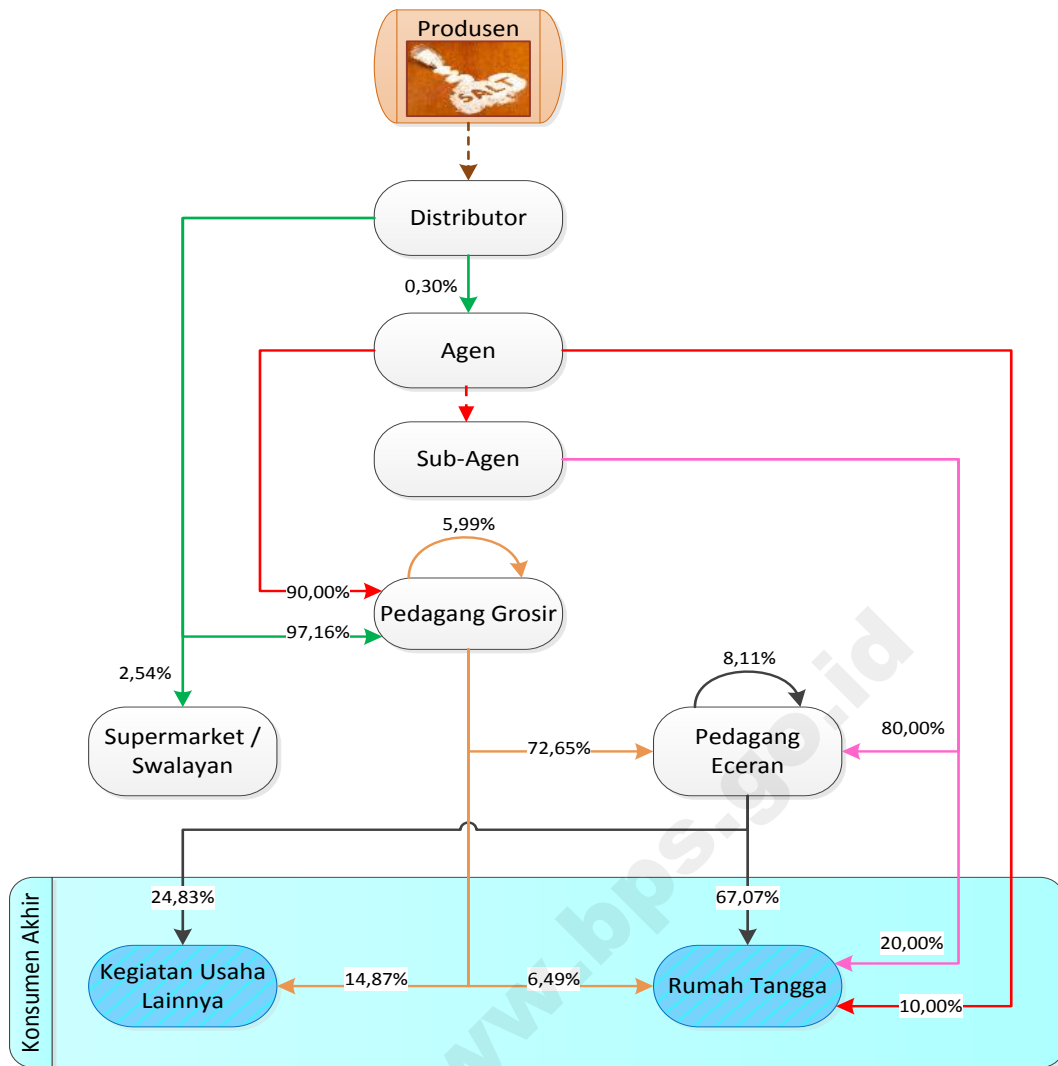 Produsen
SALT
Distributor
0,30%
Agen
Sub-Agen
5,99%
90,00%
Pedagang Grosir
97,16%
2,54%
8,11%
Supermarket /
Swalayan
72,65%
Pedagang
Eceran
80,00%
24,83%
67,07%
20,00%
Konsumen Akhir
Kegiatan Usaha
Lainnya
14,87%
6,49%
Rumah Tangga
10,00%
www.bps.go.id